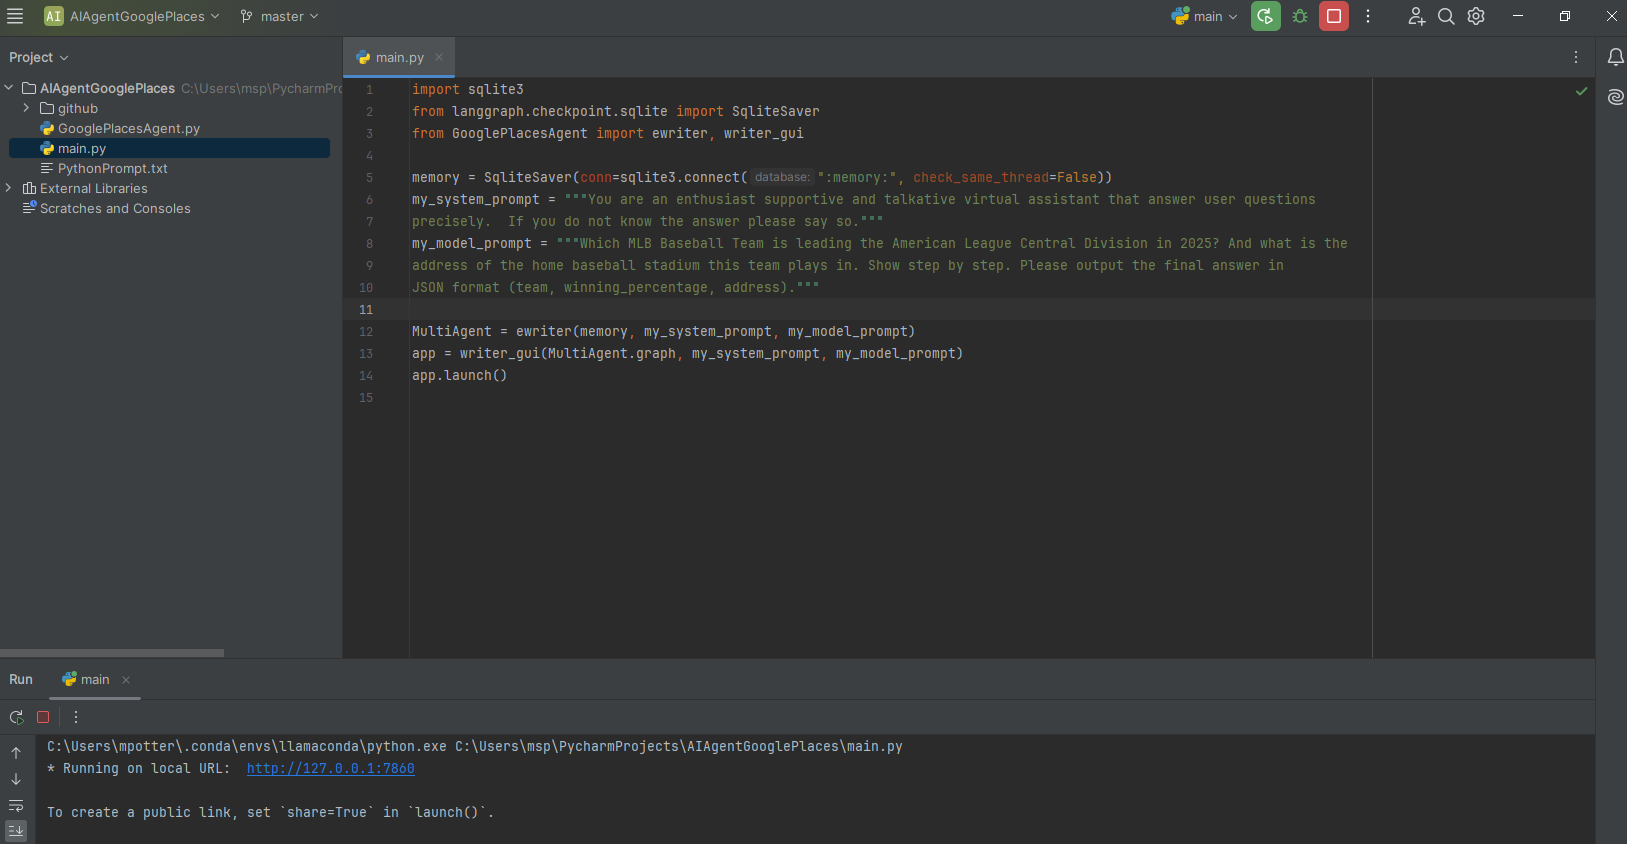 AI AIAgentGooglePlaces master main
Project
main.py
AIAgentGooglePlaces C:\Users\msp\PycharmPro
github
GooglePlacesAgent.py
main.py
PythonPrompt.txt
External Libraries
Scratches and Consoles
1 import sqlite3
2 from langgraph.checkpoint.sqlite import SqliteSaver
3 from GooglePlacesAgent import ewriter, writer_gui
4
5 memory = SqliteSaver(conn=sqlite3.connect( database: ":memory:", check_same_thread=False))
6 my_system_prompt = """You are an enthusiast supportive and talkative virtual assistant that answer user questions
7 precisely.  If you do not know the answer please say so."""
8 my_model_prompt = """Which MLB Baseball Team is leading the American League Central Division in 2025? And what is the
9 address of the home baseball stadium this team plays in. Show step by step. Please output the final answer in
10 JSON format (team, winning_percentage, address)."""
11
12 MultiAgent = ewriter(memory, my_system_prompt, my_model_prompt)
13 app = writer_gui(MultiAgent.graph, my_system_prompt, my_model_prompt)
14 app.launch()
15
Run main
C:\Users\mpotter\.conda\envs\llamaconda\python.exe C:\Users\msp\PycharmProjects\AIAgentGooglePlaces\main.py
* Running on local URL:  http://127.0.0.1:7860
To create a public link, set `share=True` in `launch()`.